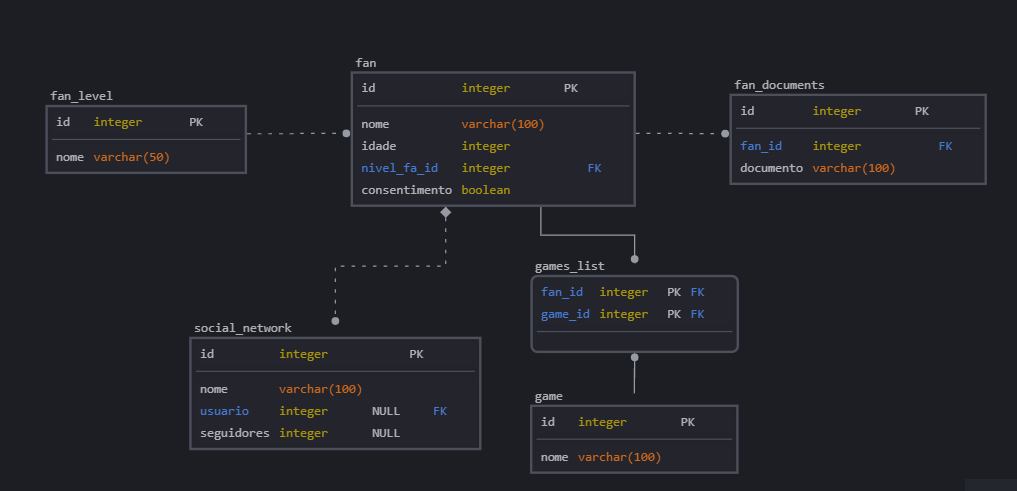 fan_level
id integer PK
nome varchar(50)
fan
id integer PK
nome varchar(100)
idade integer
nivel_fa_id integer FK
consentimento boolean
fan_documents
id integer PK
fan_id integer FK
documento varchar(100)
social_network
id integer PK
nome varchar(100)
usuario integer NULL FK
seguidores integer NULL
games_list
fan_id integer PK FK
game_id integer PK FK
game
id integer PK
nome varchar(100)